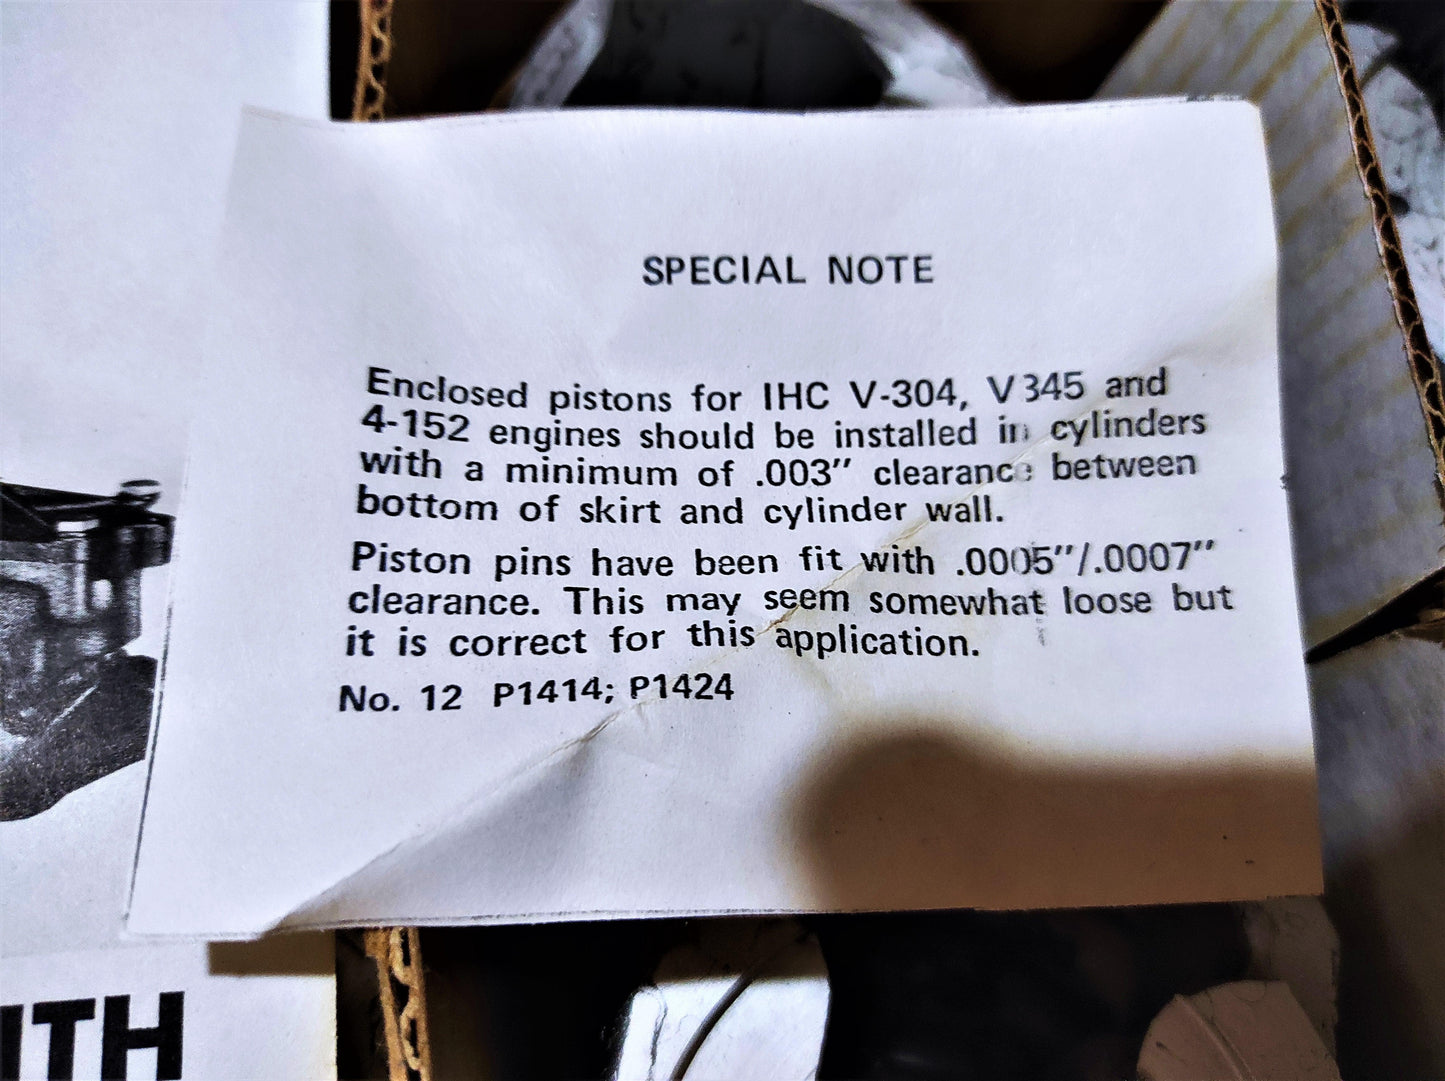 SPECIAL NOTE
Enclosed pistons for IHC V-304, V345 and
4-152 engines should be installed in cylinders
with a minimum of .003" clearance between
bottom of skirt and cylinder wall.
Piston pins have been fit with .0005"/.0007"
clearance. This may seem somewhat loose but
it is correct for this application.
No. 12 P1414; P1424
ITH